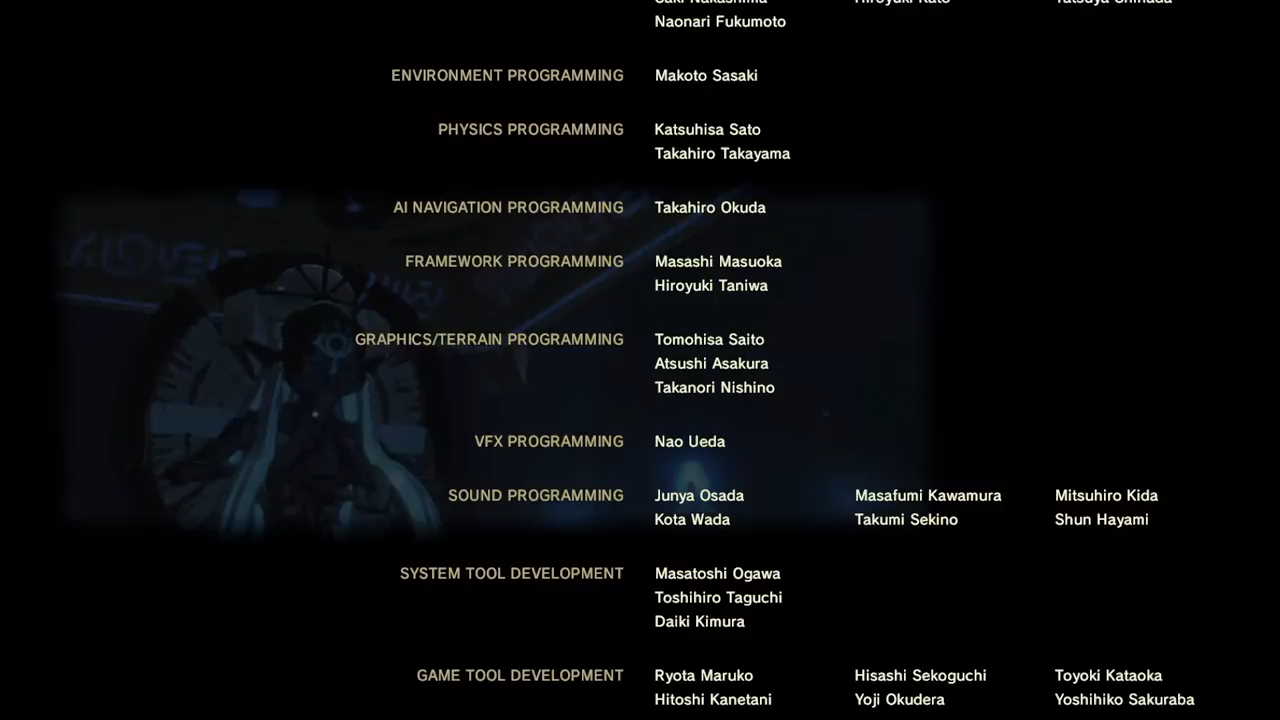 Naonari Fukumoto
ENVIRONMENT PROGRAMMING Makoto Sasaki
PHYSICS PROGRAMMING Katsuhisa Sato
Takahiro Takayama
AI NAVIGATION PROGRAMMING Takahiro Okuda
FRAMEWORK PROGRAMMING Masashi Masuoka
Hiroyuki Taniwa
GRAPHICS/TERRAIN PROGRAMMING Tomohisa Saito
Atsushi Asakura
Takanori Nishino
VFX PROGRAMMING Nao Ueda
SOUND PROGRAMMING Junya Osada Masafumi Kawamura Mitsuhiro Kida
Kota Wada Takumi Sekino Shun Hayami
SYSTEM TOOL DEVELOPMENT Masatoshi Ogawa
Toshihiro Taguchi
Daiki Kimura
GAME TOOL DEVELOPMENT Ryota Maruko Hisashi Sekoguchi Toyoki Kataoka
Hitoshi Kanetani Yoji Okudera Yoshihiko Sakuraba